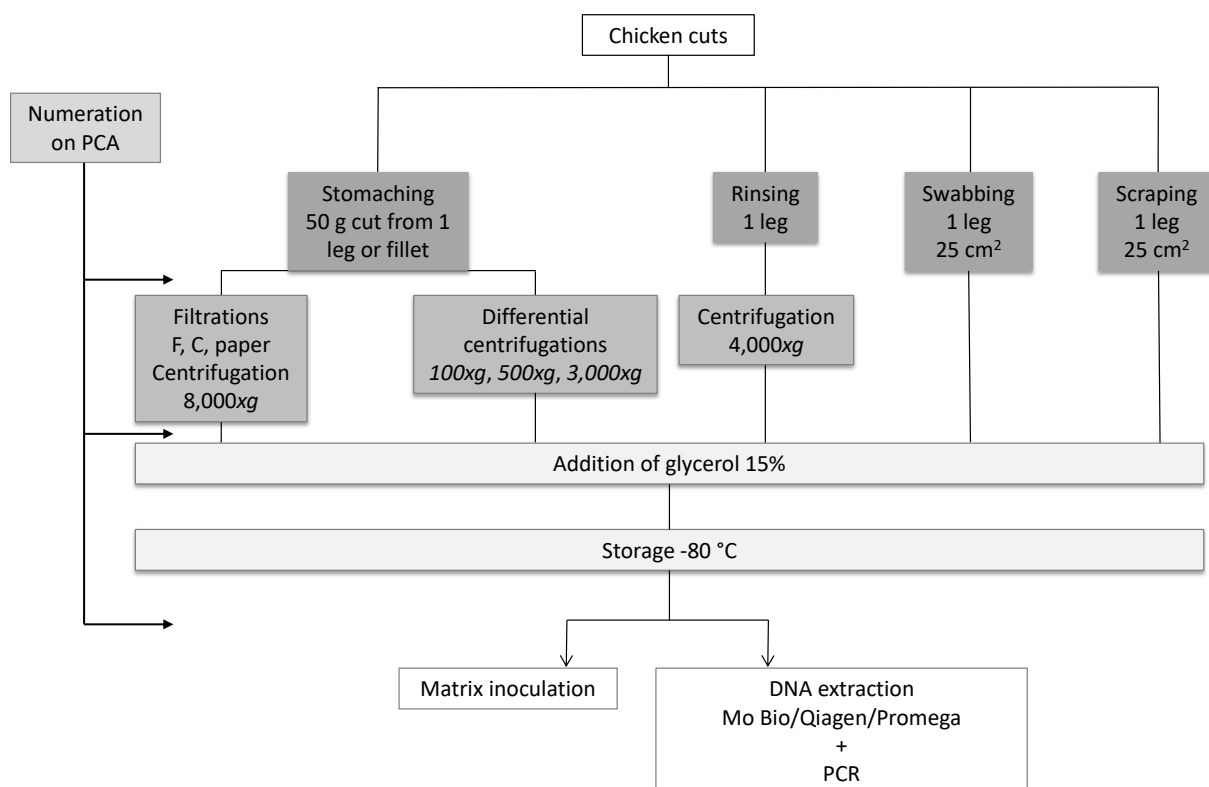 Chicken cuts
Numeration
on PCA
Stomaching
50 g cut from 1
leg or fillet
Rinsing
1 leg
Swabbing
1 leg
25 cm²
Scraping
1 leg
25 cm²
Filtrations
F, C, paper
Centrifugation
8,000xg
Differential
centrifugations
100xg, 500xg, 3,000xg
Centrifugation
4,000xg
Addition of glycerol 15%
Storage -80 °C
Matrix inoculation
DNA extraction
Mo Bio/Qiagen/Promega
+
PCR